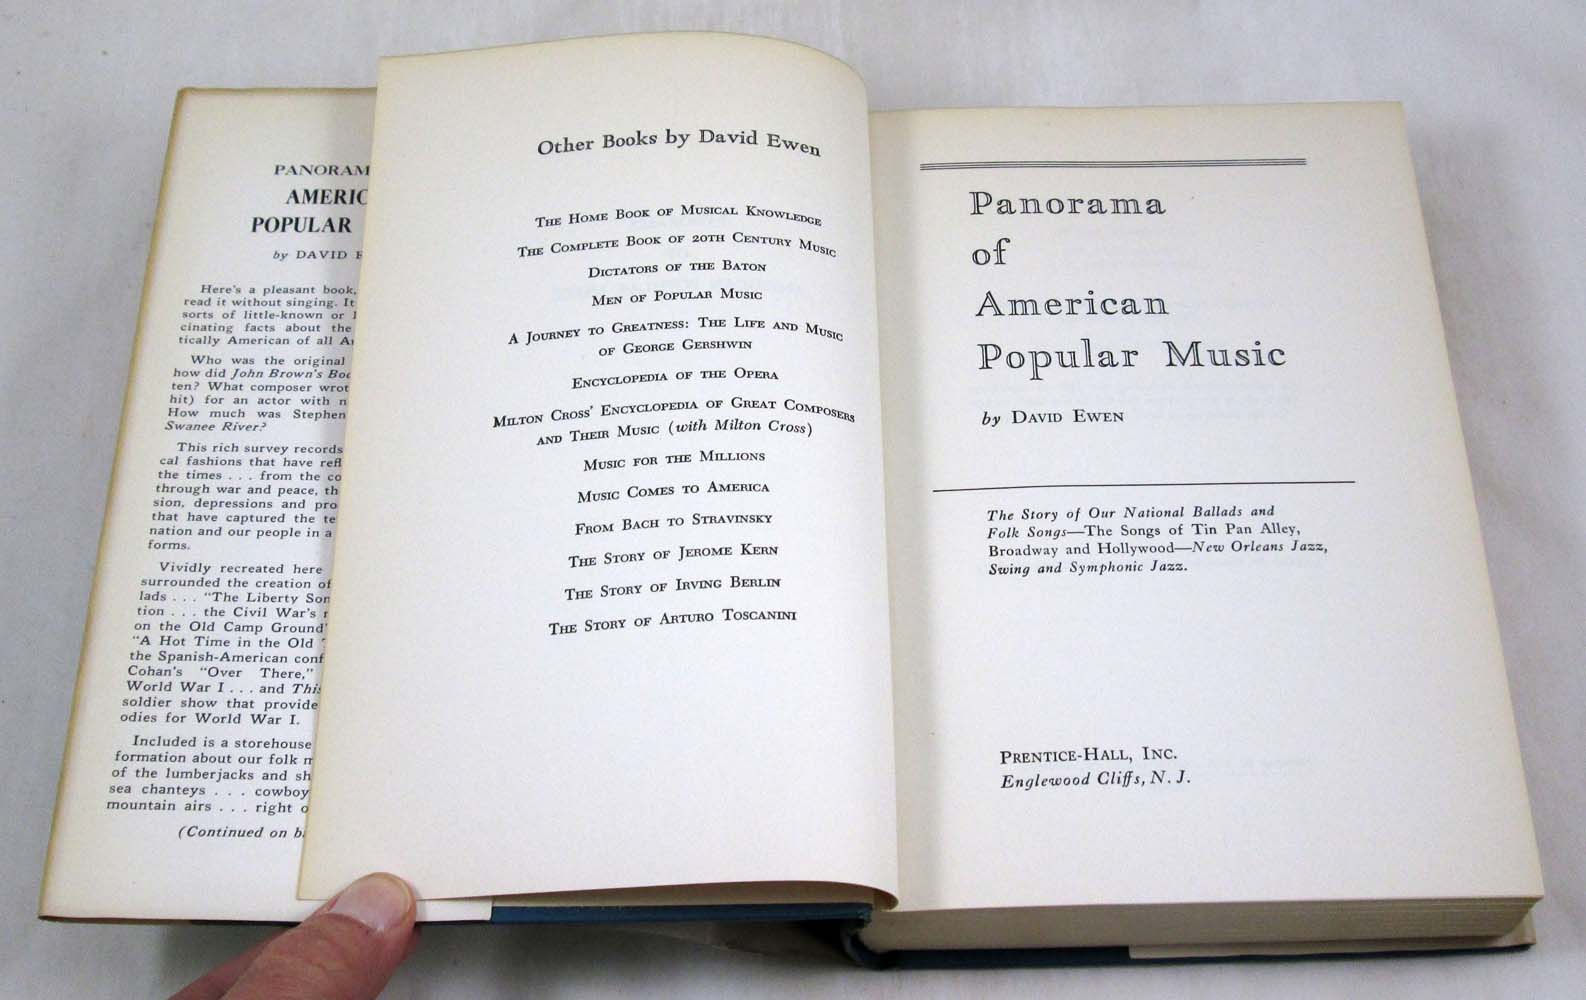 PANORAM
AMERIC
POPULAR
by DAVID E
Here's a pleasant book,
read it without singing. It
sorts of little-known or
cinating facts about the
tically American of all A
Who was the original
how did John Brown's Bod
ten? What composer wrot
hit) for an actor with n
How much was Stephen
Swanee River?
This rich survey records
cal fashions that have refl
the times . . . from the co
through war and peace, th
sion, depressions and pro
that have captured the te
nation and our people in a
forms.
Vividly recreated here
surrounded the creation of
lads . . . "The Liberty Son
tion . . . the Civil War's
on the Old Camp Ground"
"A Hot Time in the Old
the Spanish-American conf
Cohan's "Over There,"
World War I . . . and This
soldier show that provide
odies for World War I.
Included is a storehouse
formation about our folk m
of the lumberjacks and sh
sea chanteys . . . cowboy
mountain airs . . . right o
(Continued on b
Other Books by David Ewen
THE HOME BOOK OF MUSICAL KNOWLEDGE
THE COMPLETE BOOK OF 20TH CENTURY MUSIC
DICTATORS OF THE BATON
MEN OF POPULAR MUSIC
A JOURNEY TO GREATNESS: THE LIFE AND MUSIC
OF GEORGE GERSHWIN
ENCYCLOPEDIA OF THE OPERA
MILTON CROSS' ENCYCLOPEDIA OF GREAT COMPOSERS
AND THEIR MUSIC (with Milton Cross)
MUSIC FOR THE MILLIONS
MUSIC COMES TO AMERICA
FROM BACH TO STRAVINSKY
THE STORY OF JEROME KERN
THE STORY OF IRVING BERLIN
THE STORY OF ARTURO TOSCANINI
Panorama
of
American
Popular Music
by DAVID EWEN
The Story of Our National Ballads and
Folk Songs—The Songs of Tin Pan Alley,
Broadway and Hollywood—New Orleans Jazz,
Swing and Symphonic Jazz.
PRENTICE-HALL, INC.
Englewood Cliffs, N. J.